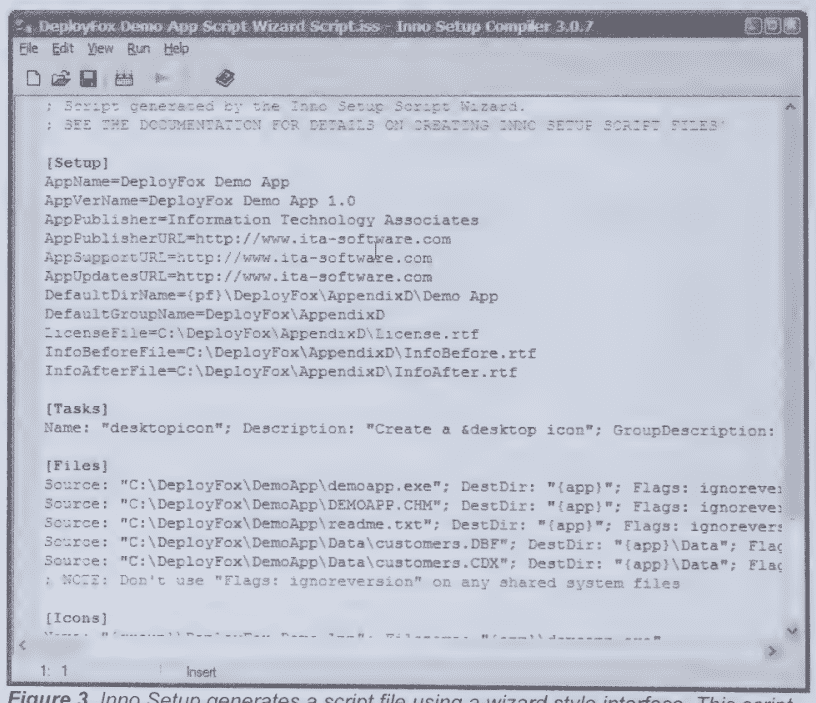 DeployFox Demo App Script Wizard Script.iss - Inno Setup Compiler 3.0.7
File Edit View Run Help
; Script generated by the Inno Setup Script Wizard.
; SEE THE DOCUMENTATION FOR DETAILS ON CREATING INNO SETUP SCRIPT FILES!
[Setup]
AppName=DeployFox Demo App
AppVerName=DeployFox Demo App 1.0
AppPublisher=Information Technology Associates
AppPublisherURL=http://www.ita-software.com
AppSupportURL=http://www.ita-software.com
AppUpdatesURL=http://www.ita-software.com
DefaultDirName={pf}\DeployFox\AppendixD\Demo App
DefaultGroupName=DeployFox\AppendixD
LicenseFile=C:\DeployFox\AppendixD\License.rtf
InfoBeforeFile=C:\DeployFox\AppendixD\InfoBefore.rtf
InfoAfterFile=C:\DeployFox\AppendixD\InfoAfter.rtf
[Tasks]
Name: "desktopicon"; Description: "Create a &desktop icon"; GroupDescription:
[Files]
Source: "C:\DeployFox\DemoApp\demoapp.exe"; DestDir: "{app}"; Flags: ignorever
Source: "C:\DeployFox\DemoApp\DEMOAPP.CHM"; DestDir: "{app}"; Flags: ignorever
Source: "C:\DeployFox\DemoApp\readme.txt"; DestDir: "{app}"; Flags: ignorevers
Source: "C:\DeployFox\DemoApp\Data\customers.DBF"; DestDir: "{app}\Data"; Flag
Source: "C:\DeployFox\DemoApp\Data\customers.CDX"; DestDir: "{app}\Data"; Flag
; NOTE: Don't use "Flags: ignoreversion" on any shared system files
[Icons]
1: 1 Insert
Figure 3. Inno Setup generates a script file using a wizard style interface. This script